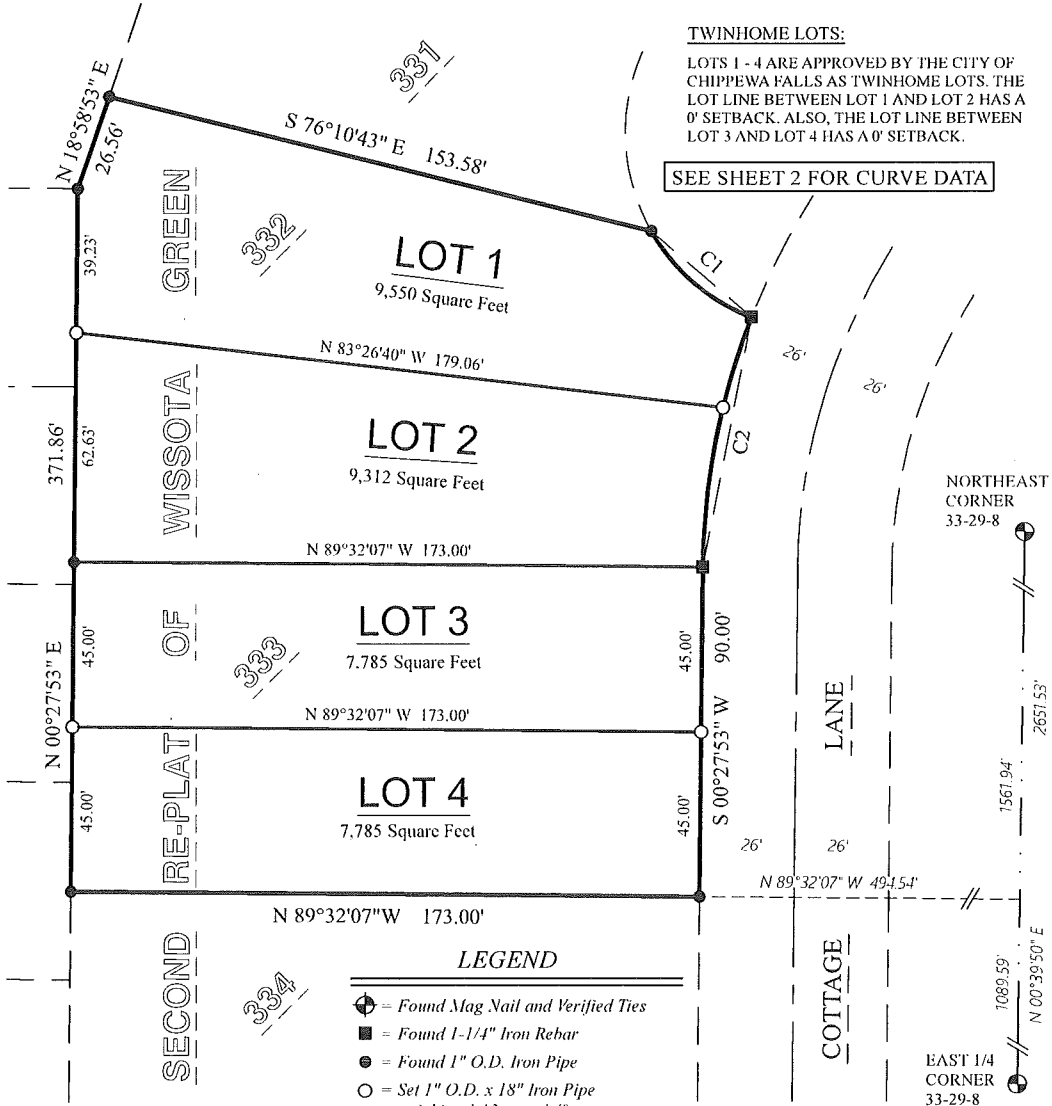 TWINHOME LOTS:
LOTS 1 - 4 ARE APPROVED BY THE CITY OF
CHIPPEWA FALLS AS TWINHOME LOTS. THE
LOT LINE BETWEEN LOT 1 AND LOT 2 HAS A
0' SETBACK. ALSO, THE LOT LINE BETWEEN
LOT 3 AND LOT 4 HAS A 0' SETBACK.
SEE SHEET 2 FOR CURVE DATA
331
N 18°58'53" E
26.56'
S 76°10'43" E 153.58'
GREEN
332
LOT 1
9,550 Square Feet
39.23'
C1
N 83°26'40" W 179.06'
26'
26'
WISSOTA
LOT 2
9,312 Square Feet
371.86'
62.63'
C2
NORTHEAST
CORNER
33-29-8
N 89°32'07" W 173.00'
OF
LOT 3
7.785 Square Feet
333
45.00'
45.00'
90.00'
N 00°27'53" E
S 00°27'53" W
LANE
2651.53'
1561.94'
N 89°32'07" W 173.00'
RE-PLAT
LOT 4
7,785 Square Feet
45.00'
45.00'
26'
26'
N 89°32'07" W 494.54'
N 89°32'07"W 173.00'
SECOND
334
COTTAGE
1089.59'
N 00°39'50" E
EAST 1/4
CORNER
33-29-8
LEGEND
= Found Mag Nail and Verified Ties
= Found 1-1/4" Iron Rebar
= Found 1" O.D. Iron Pipe
= Set 1" O.D. x 18" Iron Pipe